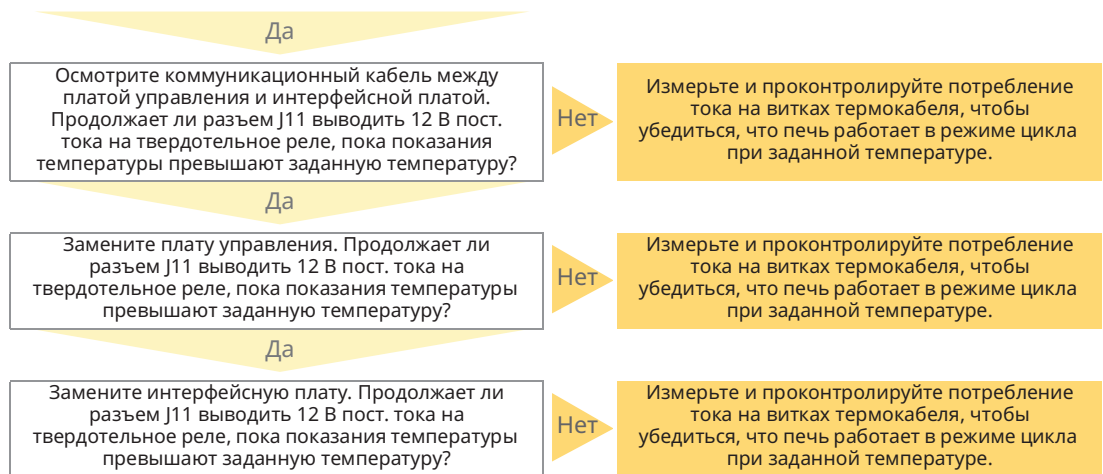 Да
Осмотрите коммуникационный кабель между
платой управления и интерфейсной платой.
Продолжает ли разъем J11 выводить 12 В пост.
тока на твердотельное реле, пока показания
температуры превышают заданную температуру?
Нет
Измерьте и проконтролируйте потребление
тока на витках термокабеля, чтобы
убедиться, что печь работает в режиме цикла
при заданной температуре.
Да
Замените плату управления. Продолжает ли
разъем J11 выводить 12 В пост. тока на
твердотельное реле, пока показания температуры
превышают заданную температуру?
Нет
Измерьте и проконтролируйте потребление
тока на витках термокабеля, чтобы
убедиться, что печь работает в режиме цикла
при заданной температуре.
Да
Замените интерфейсную плату. Продолжает ли
разъем J11 выводить 12 В пост. тока на
твердотельное реле, пока показания температуры
превышают заданную температуру?
Нет
Измерьте и проконтролируйте потребление
тока на витках термокабеля, чтобы
убедиться, что печь работает в режиме цикла
при заданной температуре.